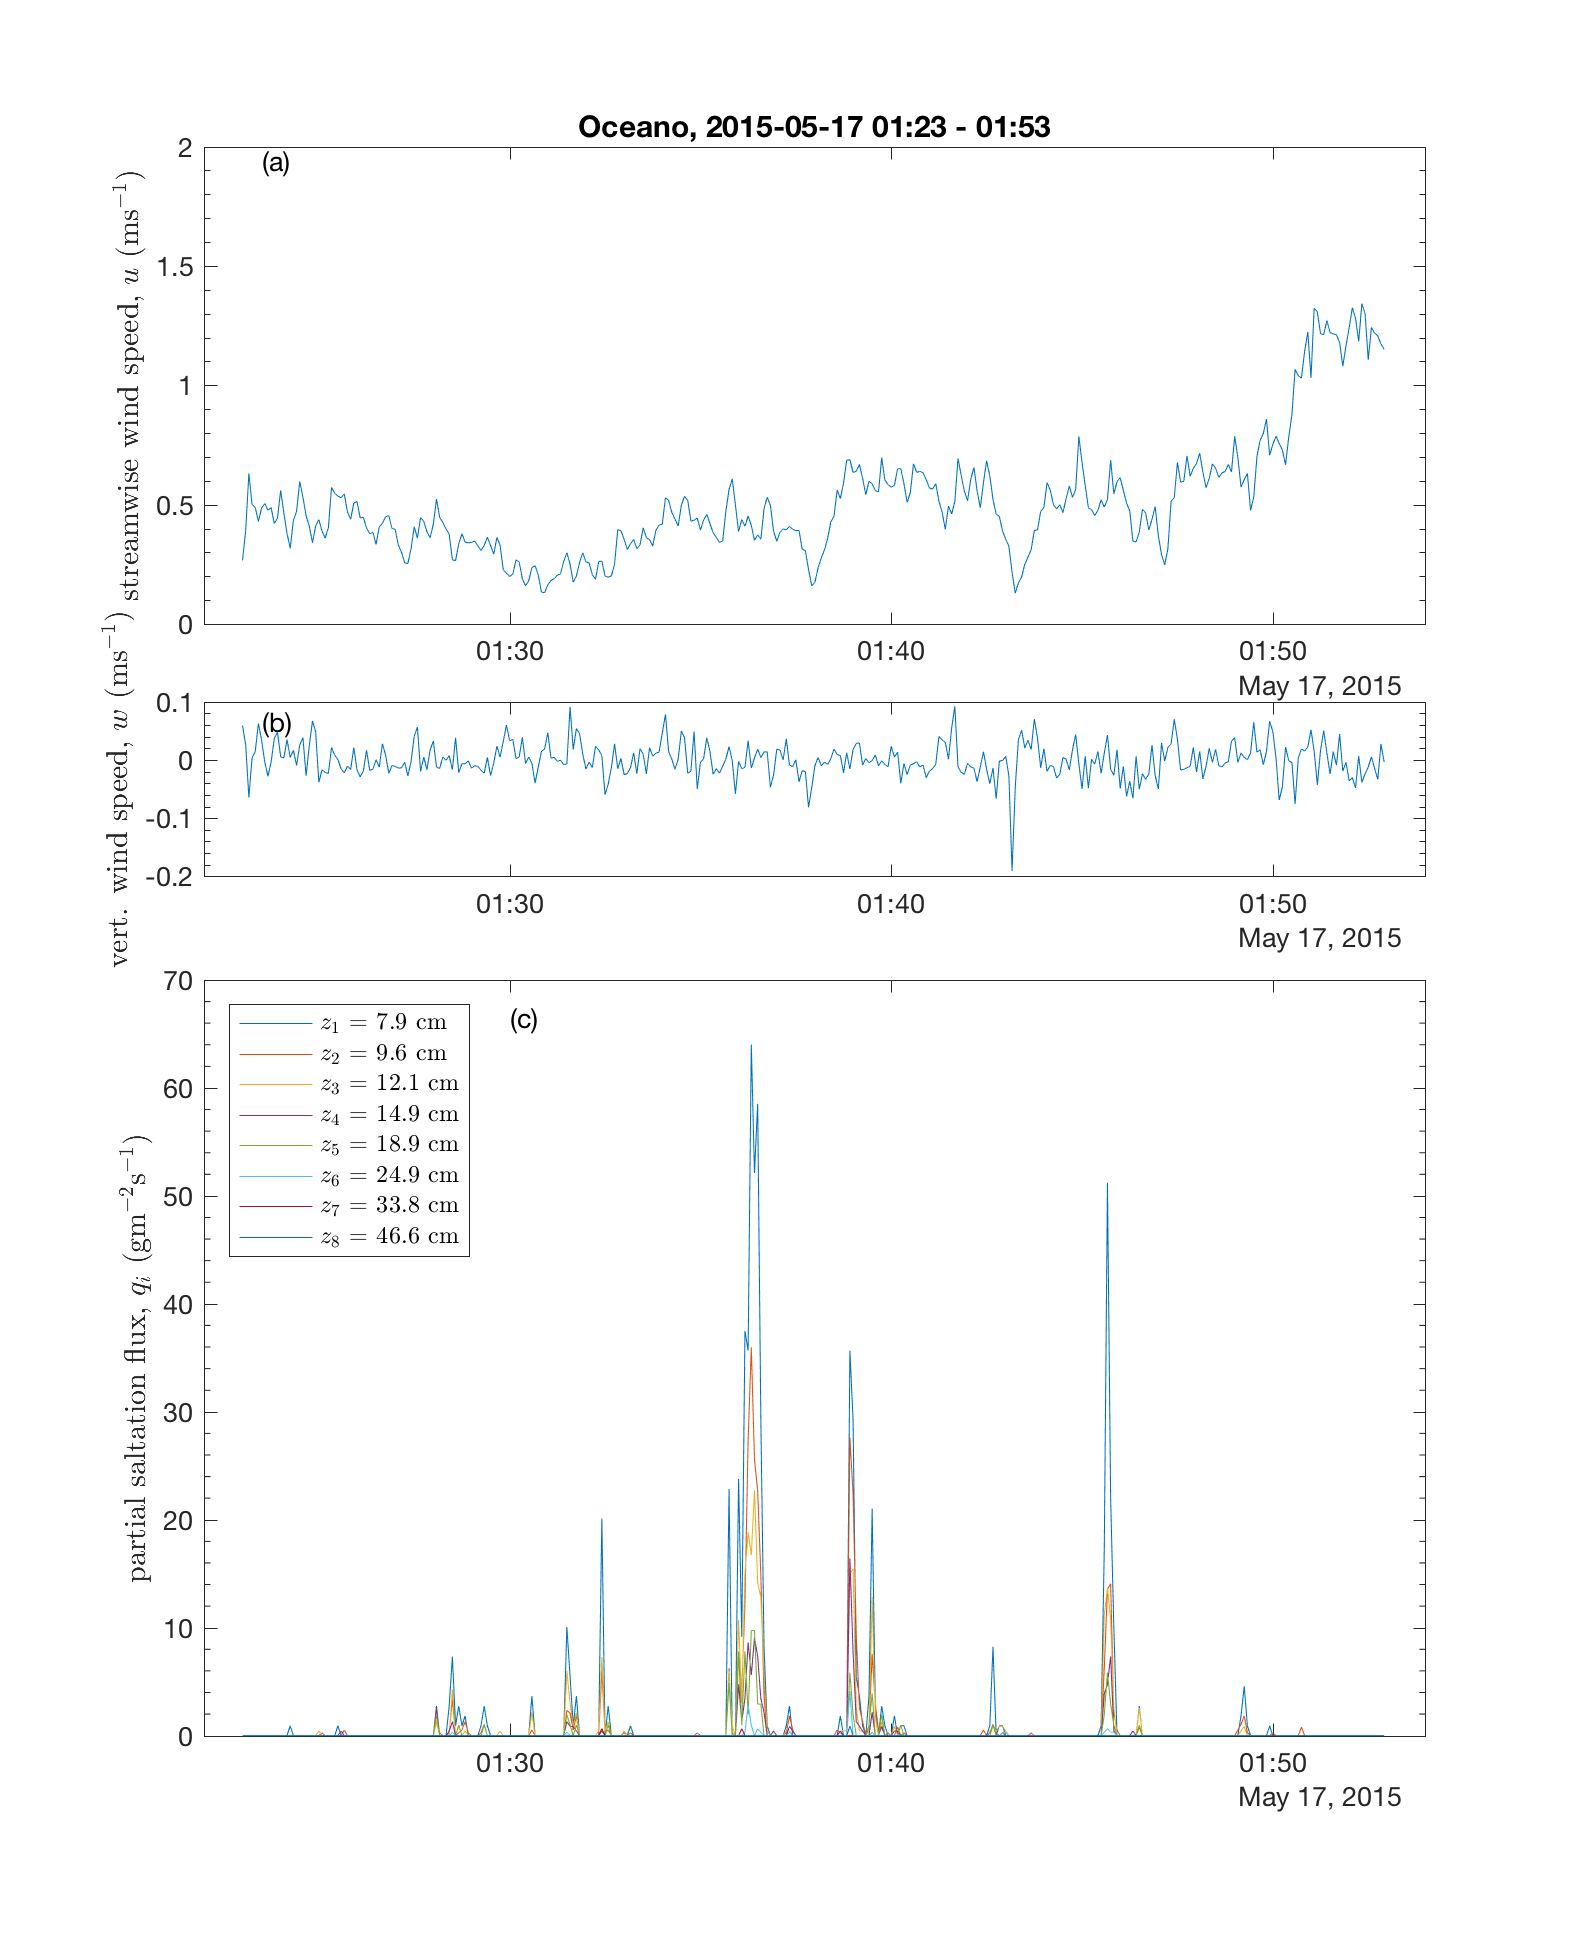 Oceano, 2015-05-17 01:23 - 01:53
(a)
streamwise wind speed, u (ms⁻¹)
2
1.5
1
0.5
0
01:30 01:40 01:50
May 17, 2015
(b)
vert. wind speed, w (ms⁻¹)
0.1
0
-0.1
-0.2
01:30 01:40 01:50
May 17, 2015
(c)
partial saltation flux, qᵢ (gm⁻²s⁻¹)
70
60
50
40
30
20
10
0
z₁ = 7.9 cm
z₂ = 9.6 cm
z₃ = 12.1 cm
z₄ = 14.9 cm
z₅ = 18.9 cm
z₆ = 24.9 cm
z₇ = 33.8 cm
z₈ = 46.6 cm
01:30 01:40 01:50
May 17, 2015